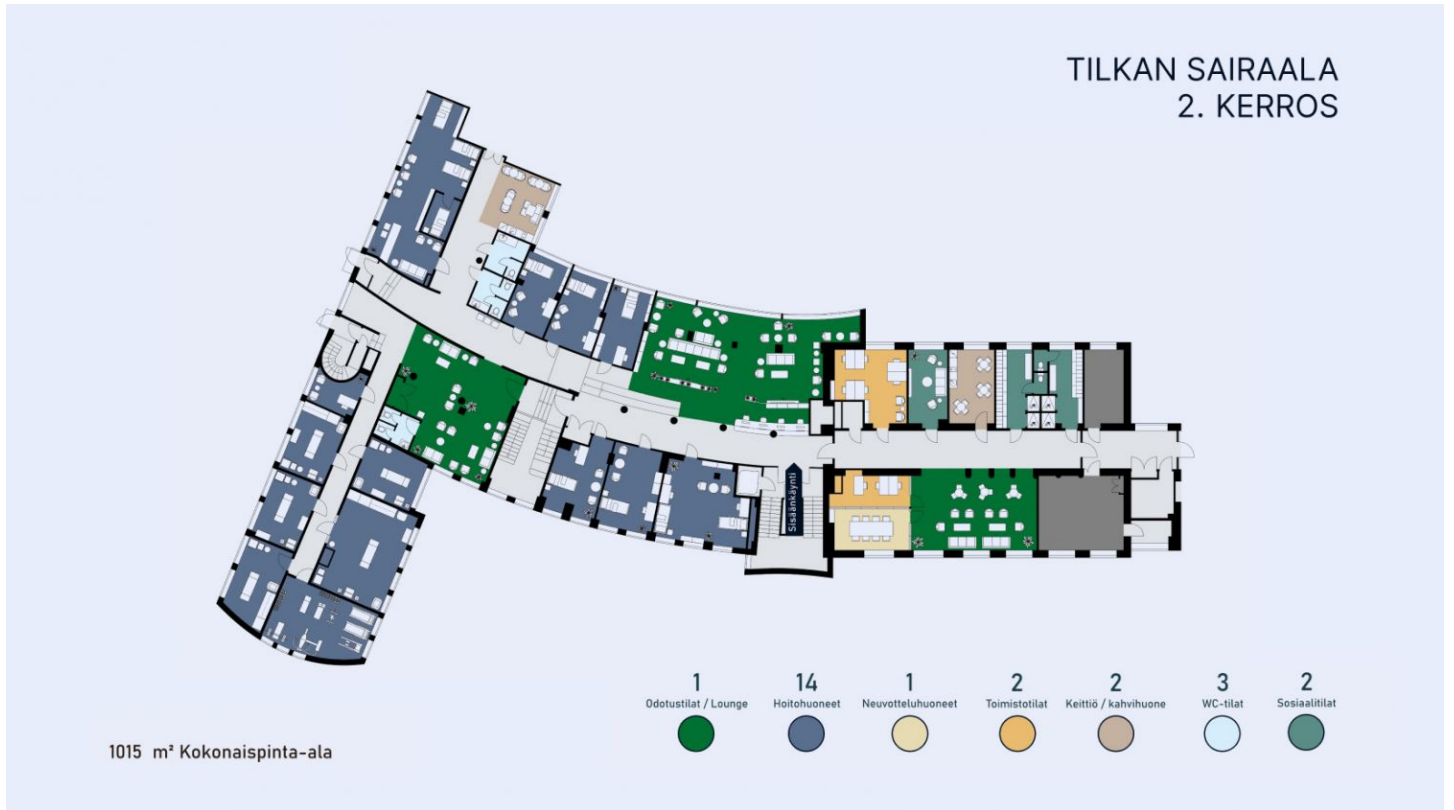 TILKAN SAIRAALA
2. KERROS
Sisäänkäynti
1
Odotustilat / Lounge
14
Hoitohuoneet
1
Neuvotteluhuoneet
2
Toimistotilat
2
Keittiö / kahvihuone
3
WC-tilat
2
Sosiaalitilat
1015 m² Kokonaispinta-ala